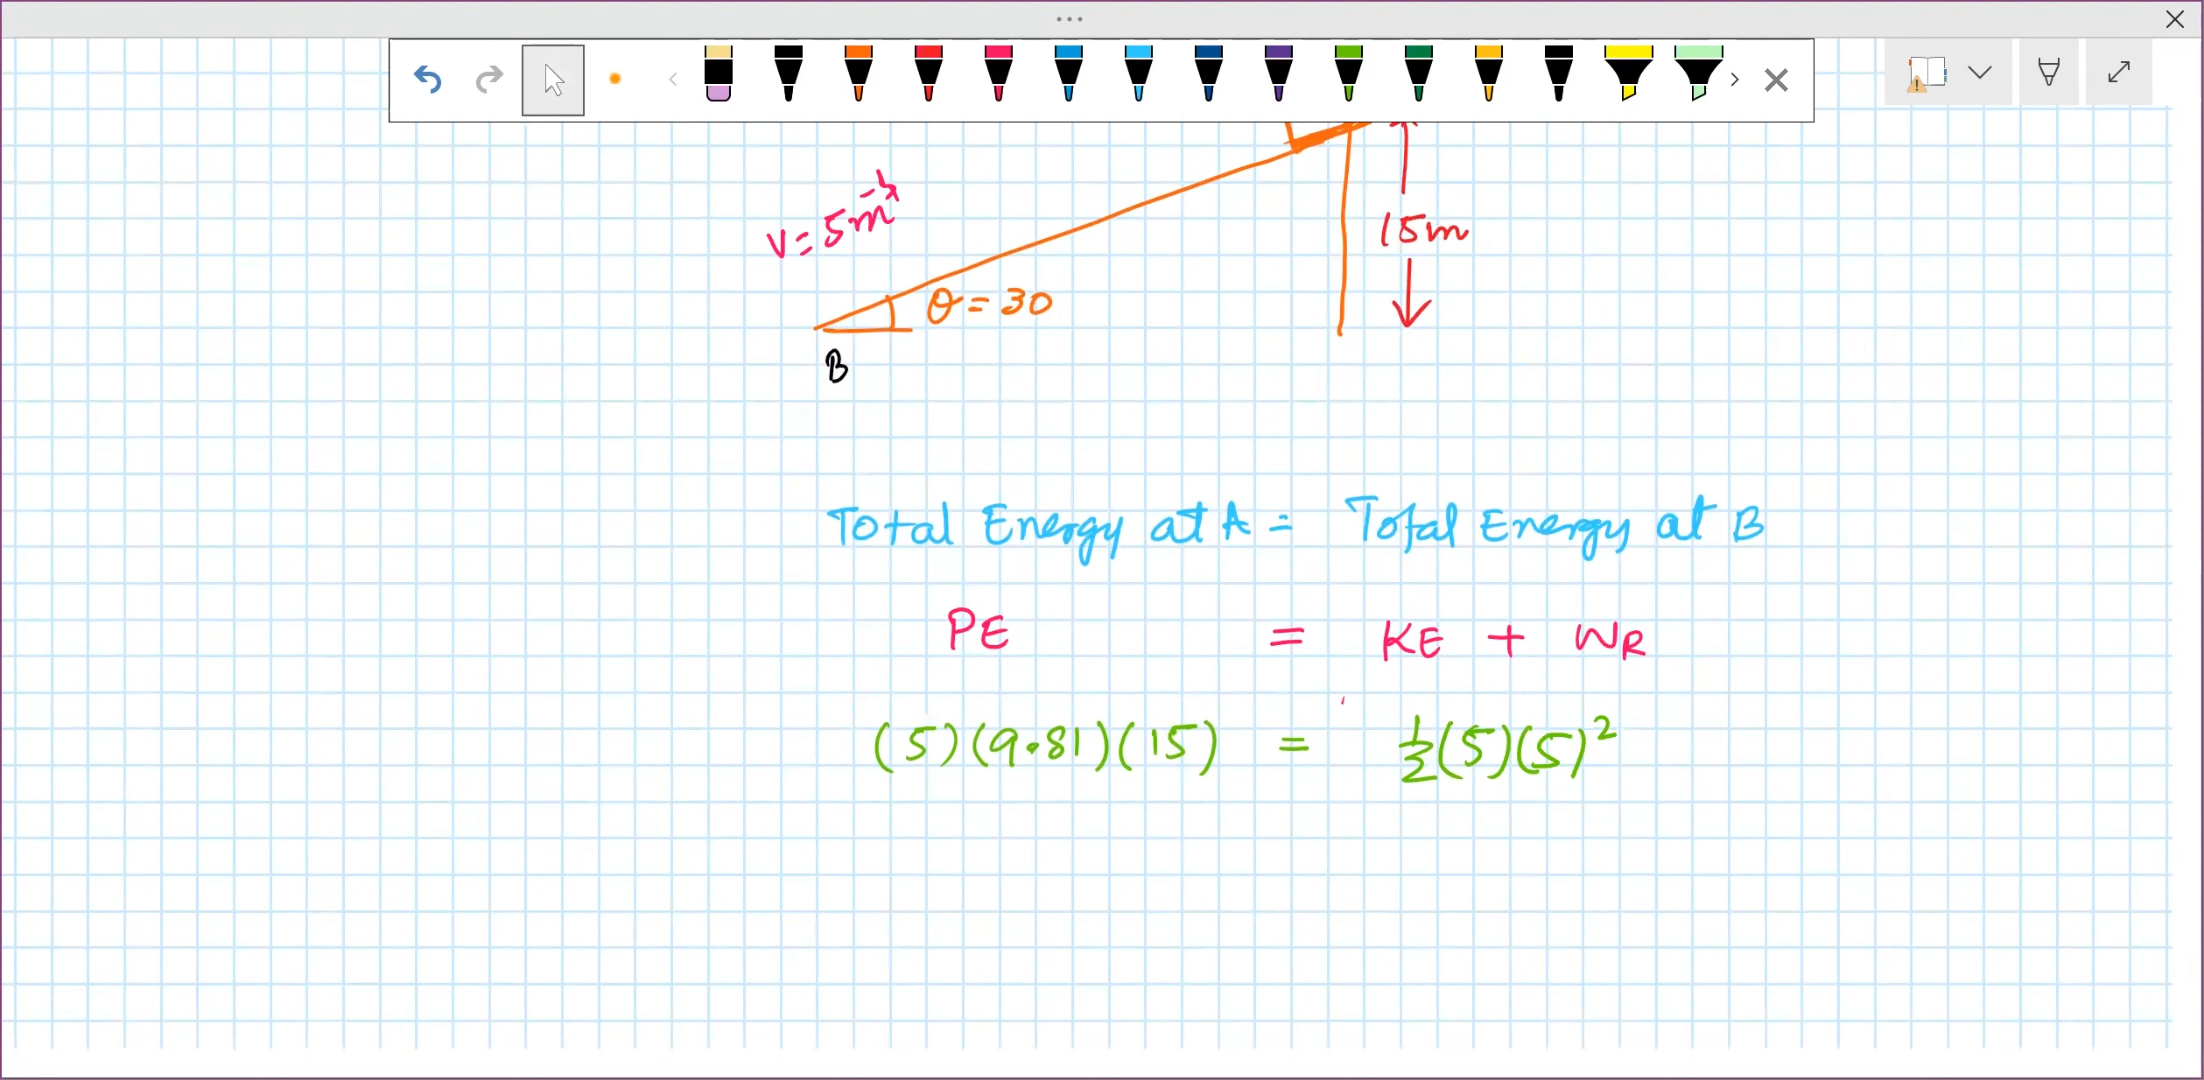 V = 5ms⁻¹
15m
θ = 30
B
Total Energy at A = Total Energy at B
PE = KE + WR
(5)(9.81)(15) = ½(5)(5)²